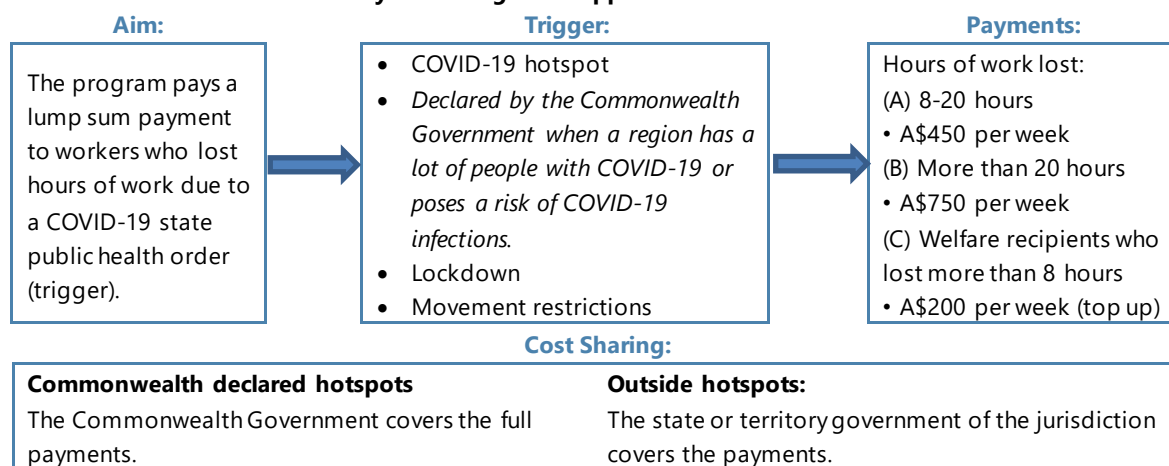 Aim:
The program pays a
lump sum payment
to workers who lost
hours of work due to
a COVID-19 state
public health order
(trigger).
Trigger:
• COVID-19 hotspot
• Declared by the Commonwealth
Government when a region has a
lot of people with COVID-19 or
poses a risk of COVID-19
infections.
• Lockdown
• Movement restrictions
Payments:
Hours of work lost:
(A) 8-20 hours
• A$450 per week
(B) More than 20 hours
• A$750 per week
(C) Welfare recipients who
lost more than 8 hours
• A$200 per week (top up)
Cost Sharing:
Commonwealth declared hotspots
The Commonwealth Government covers the full
payments.
Outside hotspots:
The state or territory government of the jurisdiction
covers the payments.